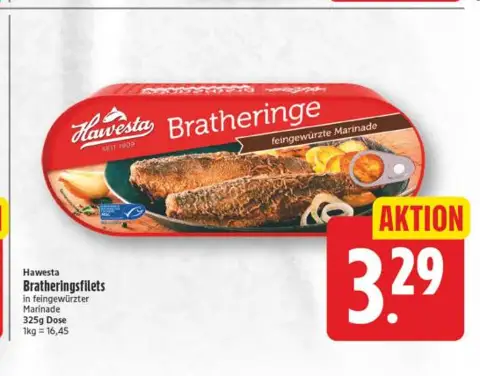 Hawesta
SEIT 1909
Bratheringe
feingewürzte Marinade
AKTION
3.29
Hawesta
Bratheringsfilets
in feingewürzter
Marinade
325g Dose
1kg = 16,45